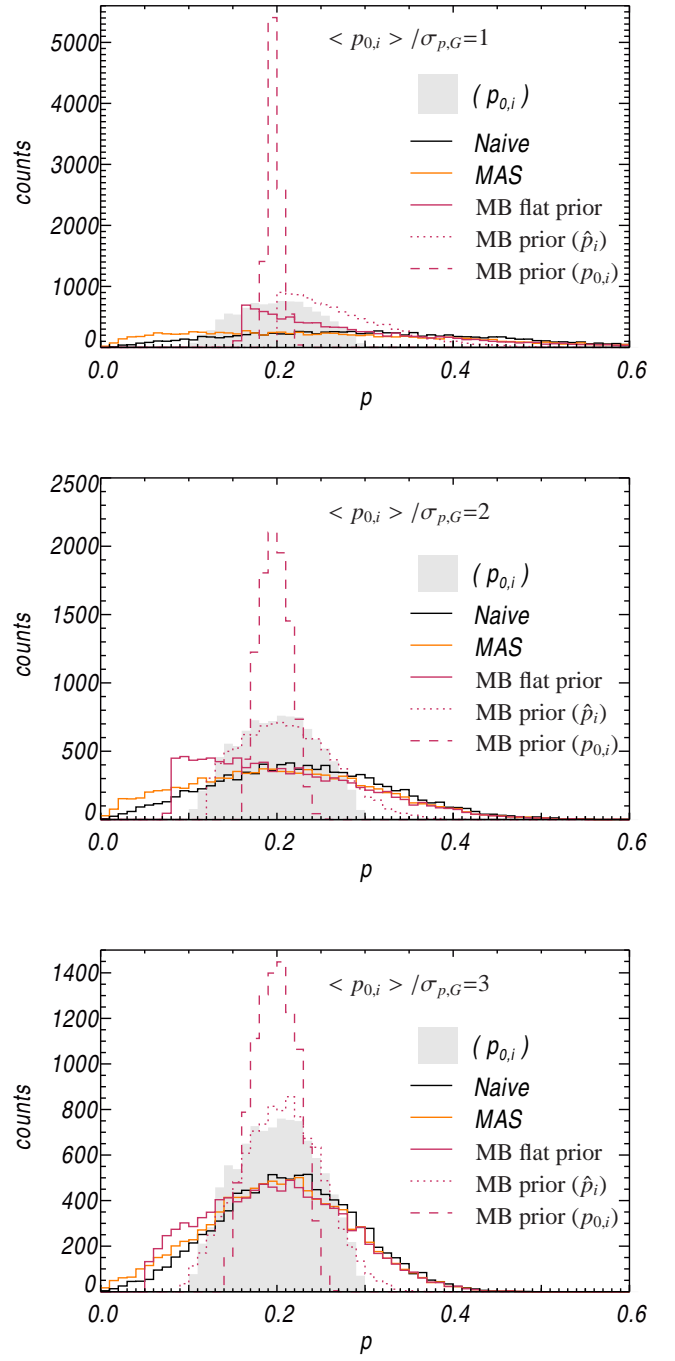 < p0,i > /σp,G=1
5000
4000
3000
2000
1000
0
counts
( p0,i )
Naive
MAS
MB flat prior
MB prior (p̂i)
MB prior (p0,i)
0.0 0.2 0.4 0.6
p
< p0,i > /σp,G=2
2500
2000
1500
1000
500
0
counts
( p0,i )
Naive
MAS
MB flat prior
MB prior (p̂i)
MB prior (p0,i)
0.0 0.2 0.4 0.6
p
< p0,i > /σp,G=3
1400
1200
1000
800
600
400
200
0
counts
( p0,i )
Naive
MAS
MB flat prior
MB prior (p̂i)
MB prior (p0,i)
0.0 0.2 0.4 0.6
p